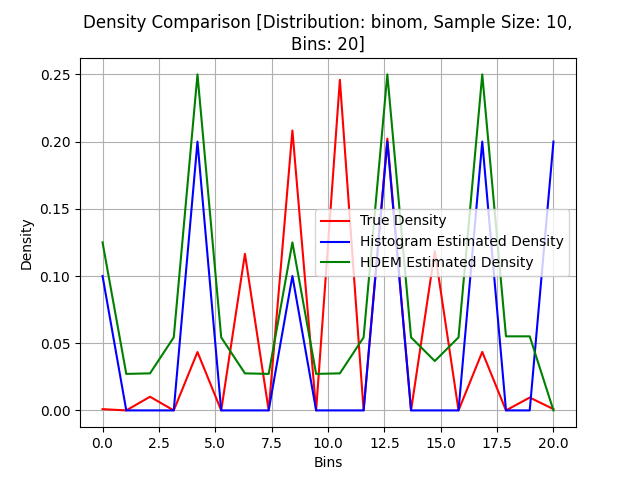 Density Comparison [Distribution: binom, Sample Size: 10,
Bins: 20]
0.25
0.20
0.15
0.10
0.05
0.00
Density
True Density
Histogram Estimated Density
HDEM Estimated Density
0.0 2.5 5.0 7.5 10.0 12.5 15.0 17.5 20.0
Bins